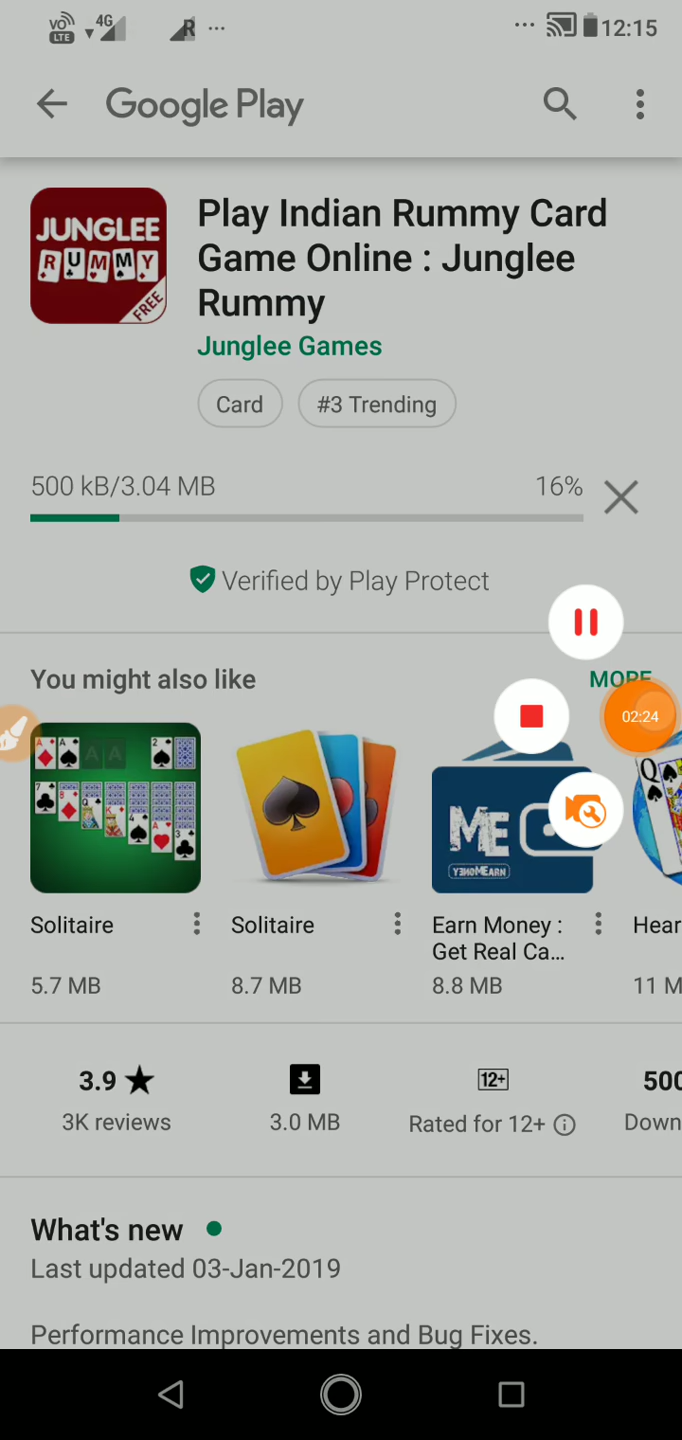 VO LTE 4G R ... ... 12:15
Google Play
JUNGLEE
RUMMY
FREE
Play Indian Rummy Card
Game Online : Junglee
Rummy
Junglee Games
Card #3 Trending
500 kB/3.04 MB 16%
Verified by Play Protect
You might also like MORE
02:24
ME
Solitaire Solitaire Earn Money : Hear
Get Real Ca...
5.7 MB 8.7 MB 8.8 MB 11 M
3.9 12+ 500
3K reviews 3.0 MB Rated for 12+ Down
What's new
Last updated 03-Jan-2019
Performance Improvements and Bug Fixes.